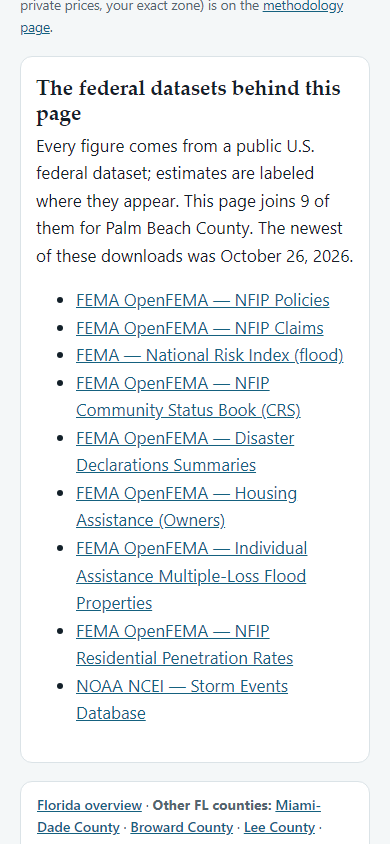 private prices, your exact zone) is on the methodology
page.
The federal datasets behind this
page
Every figure comes from a public U.S.
federal dataset; estimates are labeled
where they appear. This page joins 9 of
them for Palm Beach County. The newest
of these downloads was October 26, 2026.
• FEMA OpenFEMA — NFIP Policies
• FEMA OpenFEMA — NFIP Claims
• FEMA — National Risk Index (flood)
• FEMA OpenFEMA — NFIP
Community Status Book (CRS)
• FEMA OpenFEMA — Disaster
Declarations Summaries
• FEMA OpenFEMA — Housing
Assistance (Owners)
• FEMA OpenFEMA — Individual
Assistance Multiple-Loss Flood
Properties
• FEMA OpenFEMA — NFIP
Residential Penetration Rates
• NOAA NCEI — Storm Events
Database
Florida overview · Other FL counties: Miami-
Dade County · Broward County · Lee County ·